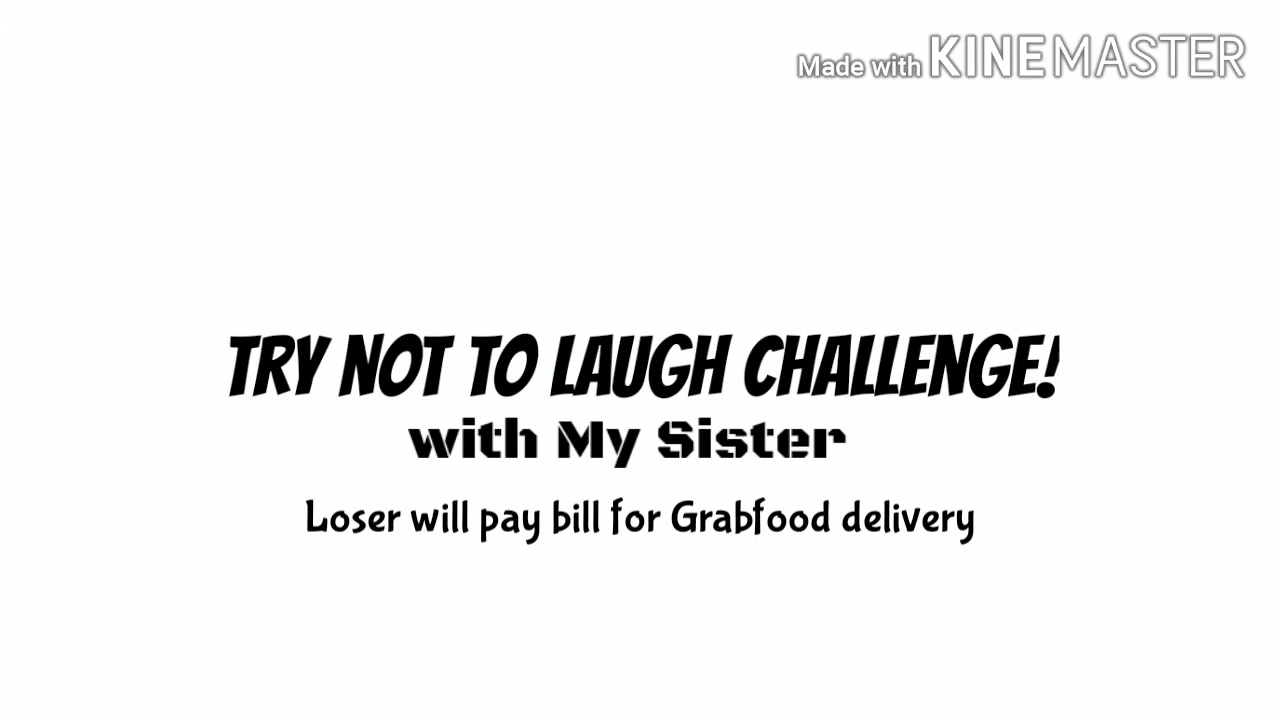 Made with KINEMASTER
TRY NOT TO LAUGH CHALLENGE!
with My Sister
Loser will pay bill for Grabfood delivery